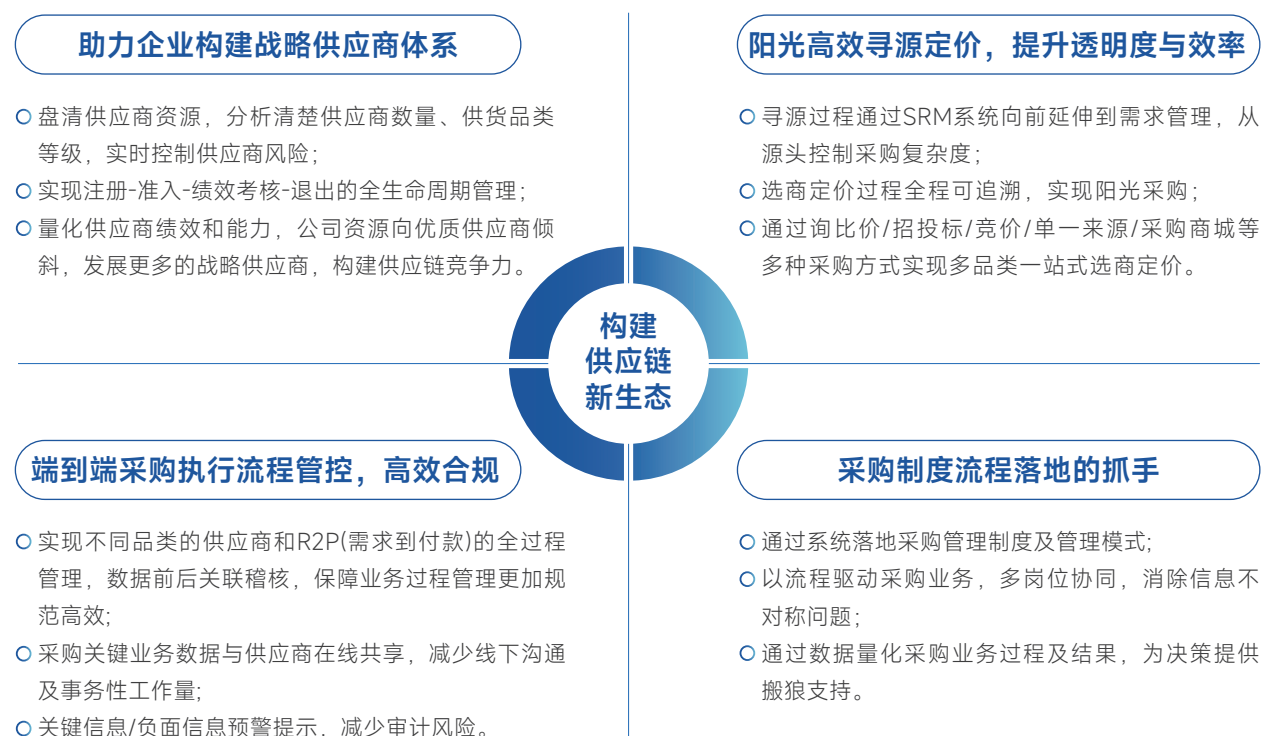 助力企业构建战略供应商体系
盘清供应商资源，分析清楚供应商数量、供货品类
等级，实时控制供应商风险；
实现注册-准入-绩效考核-退出的全生命周期管理；
量化供应商绩效和能力，公司资源向优质供应商倾
斜，发展更多的战略供应商，构建供应链竞争力。
阳光高效寻源定价，提升透明度与效率
寻源过程通过SRM系统向前延伸到需求管理，从
源头控制采购复杂度；
选商定价过程全程可追溯，实现阳光采购；
通过询比价/招投标/竞价/单一来源/采购商城等
多种采购方式实现多品类一站式选商定价。
构建
供应链
新生态
端到端采购执行流程管控，高效合规
实现不同品类的供应商和R2P(需求到付款)的全过程
管理，数据前后关联稽核，保障业务过程管理更加规
范高效;
采购关键业务数据与供应商在线共享，减少线下沟通
及事务性工作量;
关键信息/负面信息预警提示，减少审计风险。
采购制度流程落地的抓手
通过系统落地采购管理制度及管理模式;
以流程驱动采购业务，多岗位协同，消除信息不
对称问题；
通过数据量化采购业务过程及结果，为决策提供
搬狼支持。